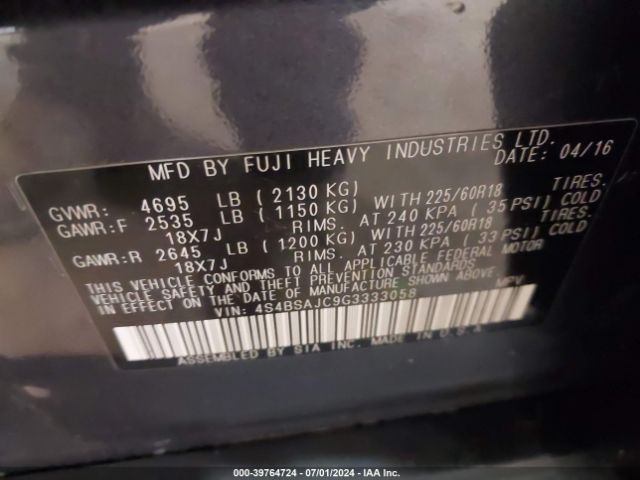 MFD BY FUJI HEAVY INDUSTRIES LTD.
DATE: 04/16
GVWR: 4695 LB ( 2130 KG)
GAWR:F 2535 LB ( 1150 KG) WITH 225/60R18 TIRES.
18X7J RIMS. AT 240 KPA ( 35 PSI) COLD
GAWR:R 2645 LB ( 1200 KG) WITH 225/60R18 TIRES.
18X7J RIMS. AT 230 KPA ( 33 PSI) COLD
THIS VEHICLE CONFORMS TO ALL APPLICABLE FEDERAL MOTOR
VEHICLE SAFETY AND THEFT PREVENTION STANDARDS
IN EFFECT ON THE DATE OF MANUFACTURE SHOWN ABOVE.
VIN: 4S4BSAJC9G3333058 MPV
ASSEMBLED BY SIA INC. MADE IN U.S.A
000-39764724 | 07/01/2024 | IAA Inc.